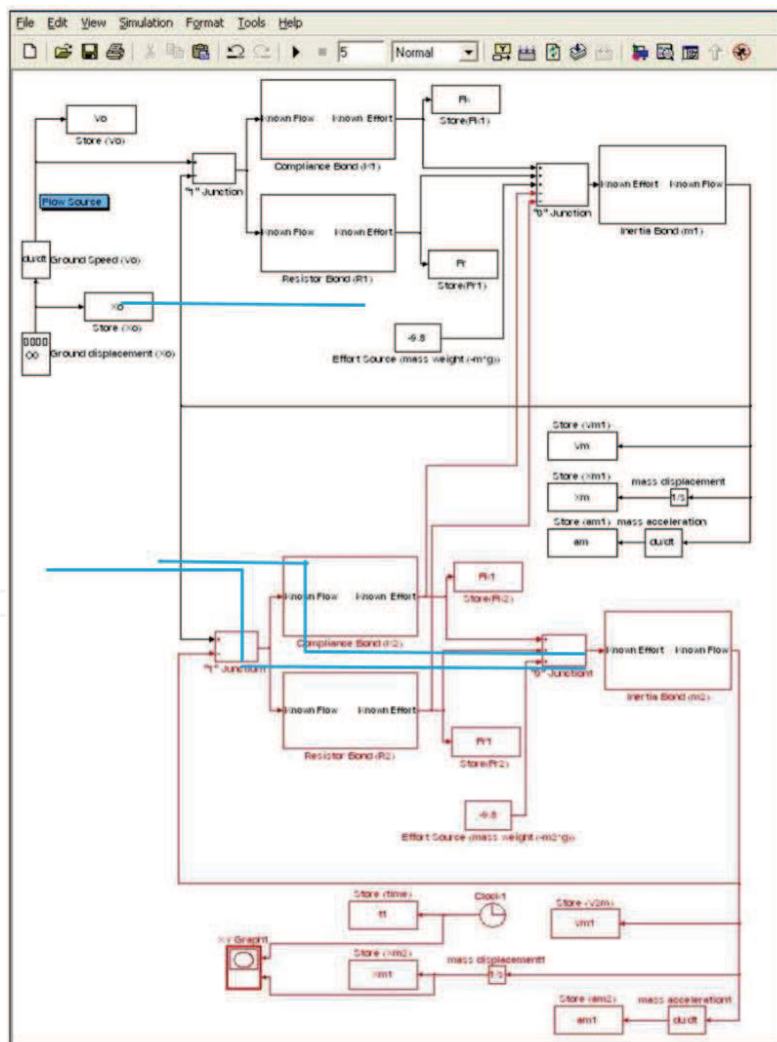 File Edit View Simulation Format Tools Help
5 Normal
Vo
Store (Vo)
Known Flow Known Effort
Compliance Bond (K1)
Store(Fk1)
"1" Junction
Flow Source
Known Flow Known Effort
Resistor Bond (R1)
Fr
Store(Fr1)
"0" Junction
Known Effort Known Flow
Inertia Bond (m1)
du/dt Ground Speed (Vo)
Xo
Store (Xo)
Ground displacement (Xo)
-9.8
Effort Source (mass weight (-m*g))
Store (Vm1)
Vm
Store (Xm1) mass displacement
Xm 1/s
Store (am1) mass acceleration
am du/dt
Known Flow Known Effort
Compliance Bond (K2)
Fk1
Store(Fk2)
"1" Junction1
Known Flow Known Effort
Resistor Bond (R2)
Fr1
Store(Fr2)
"0" Junction1
Known Effort Known Flow
Inertia Bond (m2)
-9.8
Effort Source (mass weight (-m2*g))
Store (time) Clock1
t1
Store (V2m)
Vm1
XY Graph1
Store (Xm2) mass displacement1
Xm1 1/s
Store (am2) mass acceleration1
am1 du/dt